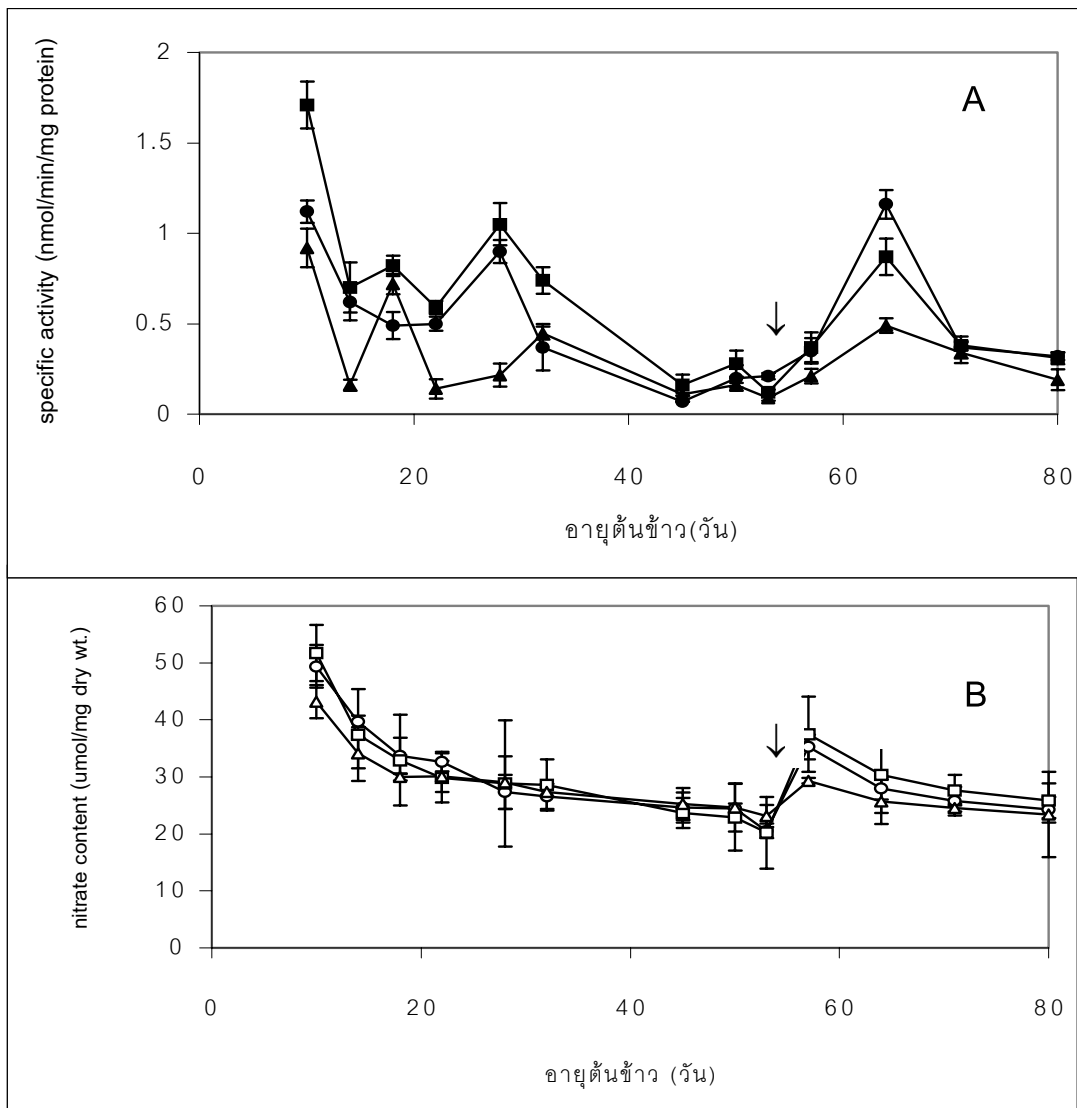 A
specific activity (nmol/min/mg protein)
2
1.5
1
0.5
0
0 20 40 60 80
↓
อายุต้นข้าว(วัน)
B
nitrate content (umol/mg dry wt.)
60
50
40
30
20
10
0
0 20 40 60 80
↓
อายุต้นข้าว (วัน)